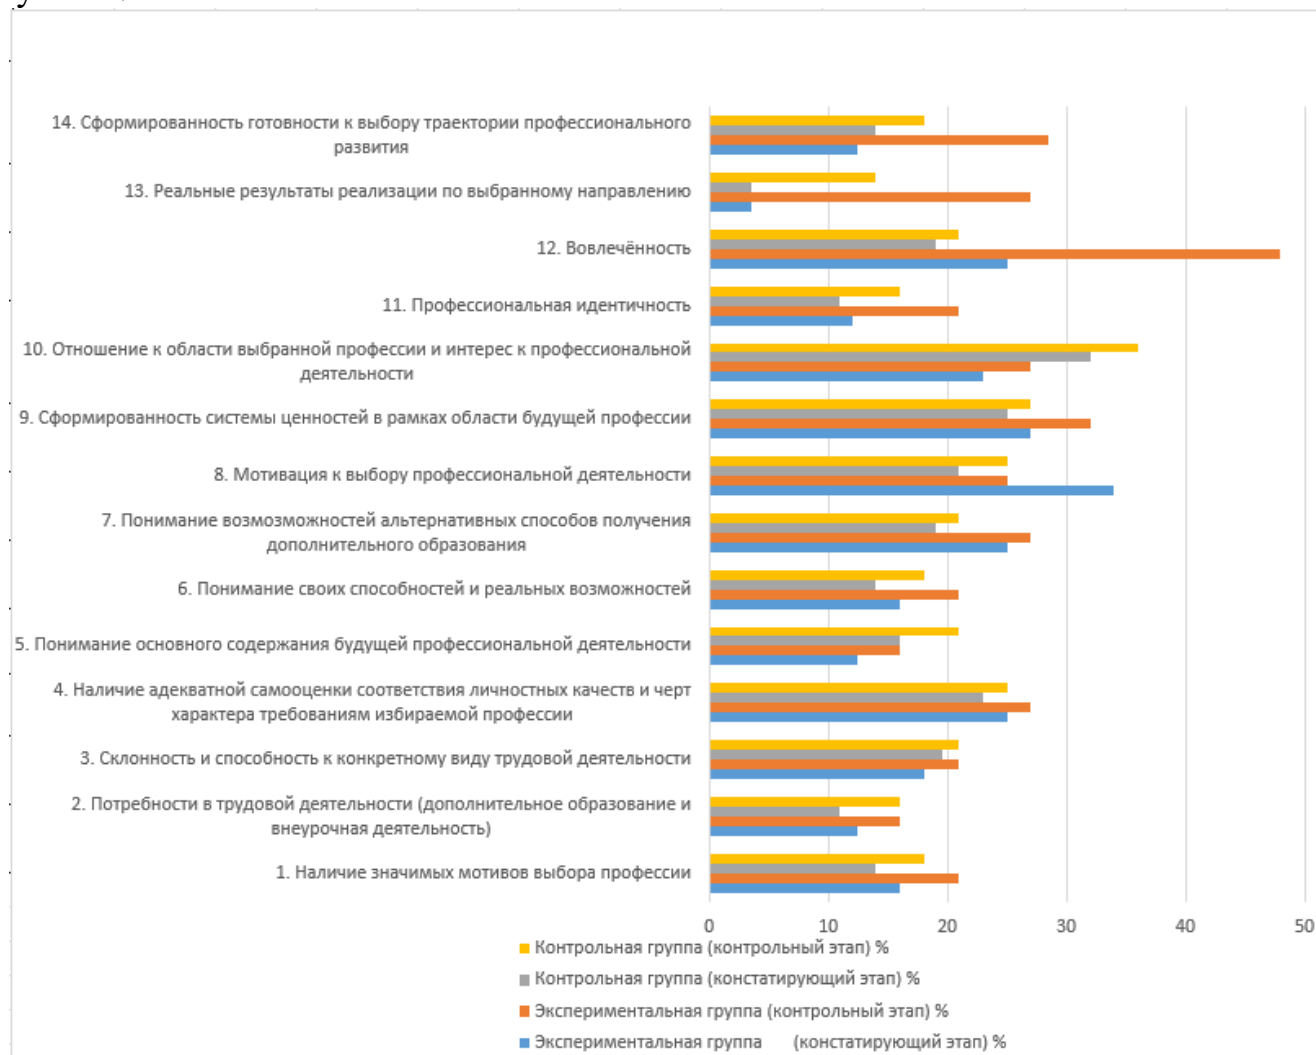 14. Сформированность готовности к выбору траектории профессионального
развития
13. Реальные результаты реализации по выбранному направлению
12. Вовлечённость
11. Профессиональная идентичность
10. Отношение к области выбранной профессии и интерес к профессиональной
деятельности
9. Сформированность системы ценностей в рамках области будущей профессии
8. Мотивация к выбору профессиональной деятельности
7. Понимание возмозможностей альтернативных способов получения
дополнительного образования
6. Понимание своих способностей и реальных возможностей
5. Понимание основного содержания будущей профессиональной деятельности
4. Наличие адекватной самооценки соответствия личностных качеств и черт
характера требованиям избираемой профессии
3. Склонность и способность к конкретному виду трудовой деятельности
2. Потребности в трудовой деятельности (дополнительное образование и
внеурочная деятельность)
1. Наличие значимых мотивов выбора профессии
0 10 20 30 40 50
Контрольная группа (контрольный этап) %
Контрольная группа (констатирующий этап) %
Экспериментальная группа (контрольный этап) %
Экспериментальная группа (констатирующий этап) %